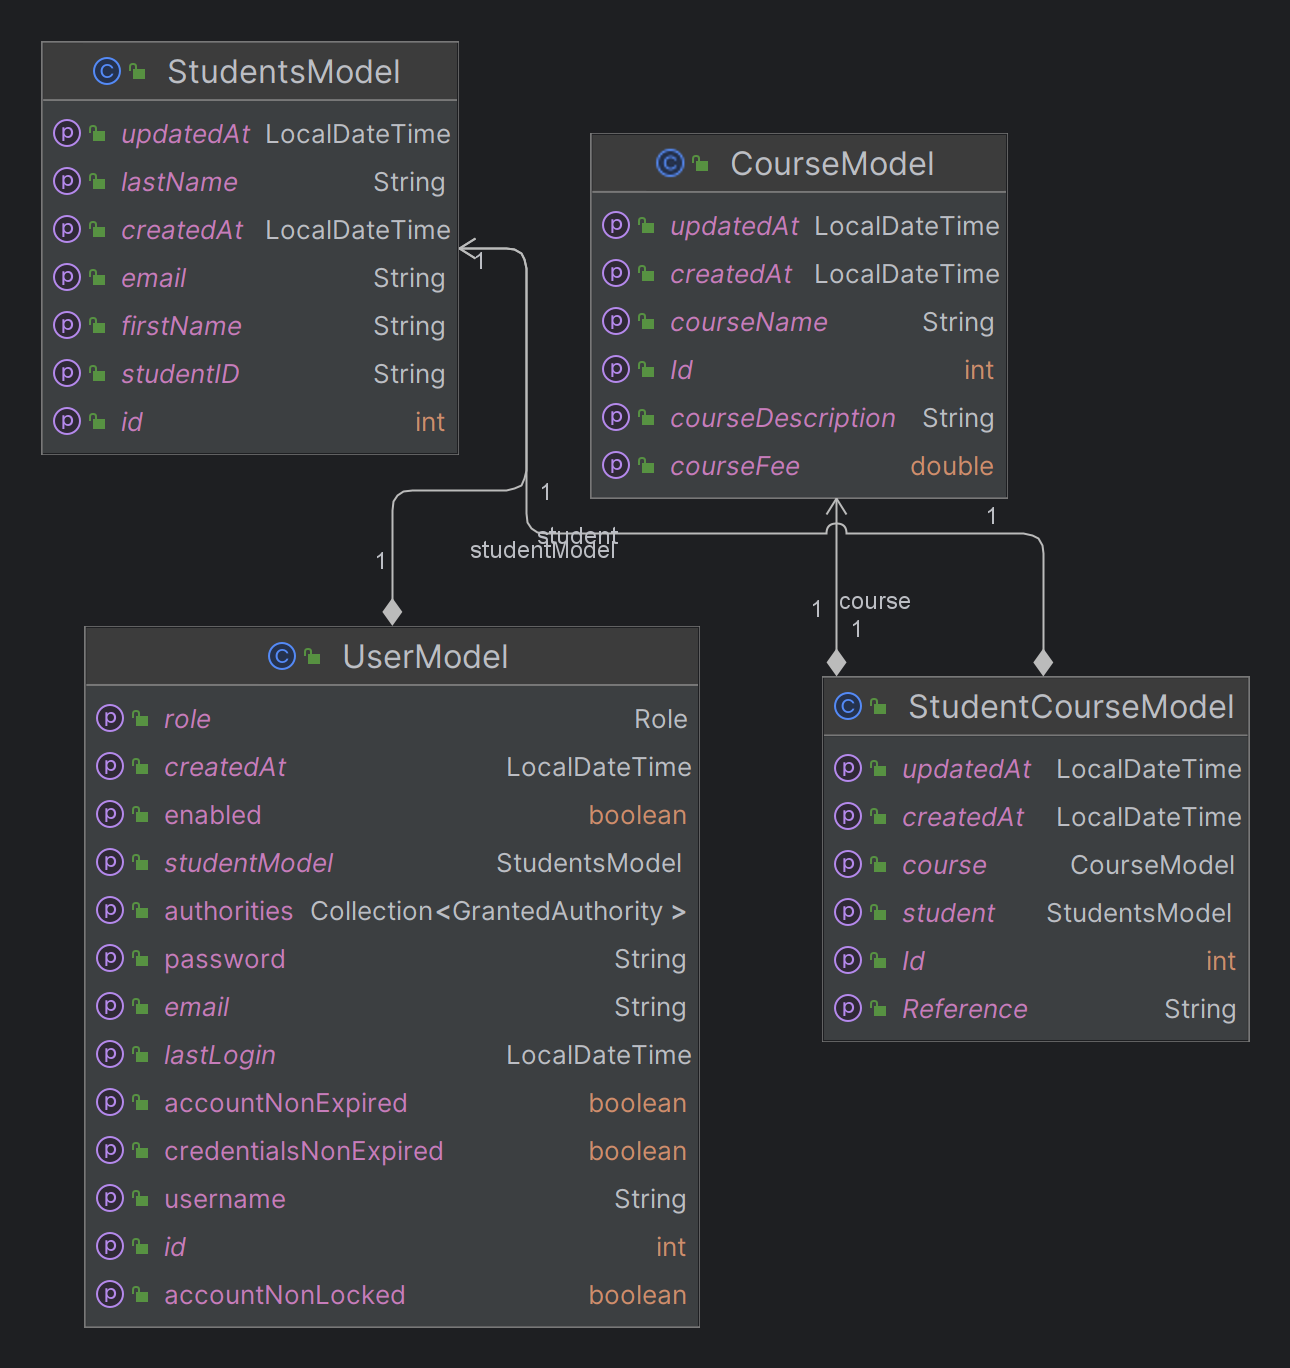 StudentsModel
updatedAt LocalDateTime
lastName String
createdAt LocalDateTime
email String
firstName String
studentID String
id int
CourseModel
updatedAt LocalDateTime
createdAt LocalDateTime
courseName String
Id int
courseDescription String
courseFee double
1
1
1
student
studentModel
1
1
course
1
UserModel
role Role
createdAt LocalDateTime
enabled boolean
studentModel StudentsModel
authorities Collection<GrantedAuthority >
password String
email String
lastLogin LocalDateTime
accountNonExpired boolean
credentialsNonExpired boolean
username String
id int
accountNonLocked boolean
StudentCourseModel
updatedAt LocalDateTime
createdAt LocalDateTime
course CourseModel
student StudentsModel
Id int
Reference String